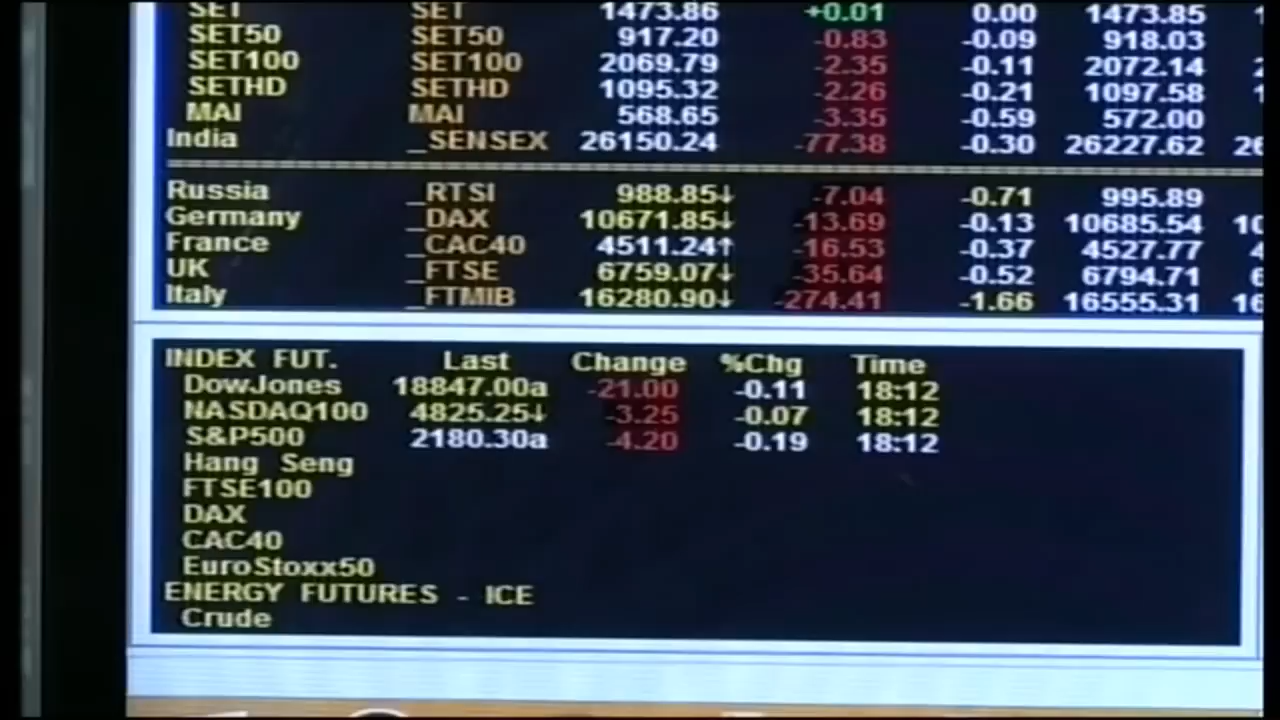 SET SET 1473.86 +0.01 0.00 1473.85
SET50 SET50 917.20 -0.83 -0.09 918.03
SET100 SET100 2069.79 -2.35 -0.11 2072.14
SETHD SETHD 1095.32 -2.26 -0.21 1097.58
MAI MAI 568.65 -3.35 -0.59 572.00
India _SENSEX 26150.24 -77.38 -0.30 26227.62
Russia _RTSI 988.85↓ -7.04 -0.71 995.89
Germany _DAX 10671.85↓ -13.69 -0.13 10685.54
France _CAC40 4511.24↑ -16.53 -0.37 4527.77
UK _FTSE 6759.07↓ -35.64 -0.52 6794.71
Italy _FTMIB 16280.90↓ -274.41 -1.66 16555.31
INDEX FUT. Last Change %Chg Time
DowJones 18847.00a -21.00 -0.11 18:12
NASDAQ100 4825.25↓ -3.25 -0.07 18:12
S&P500 2180.30a -4.20 -0.19 18:12
Hang Seng
FTSE100
DAX
CAC40
EuroStoxx50
ENERGY FUTURES - ICE
Crude